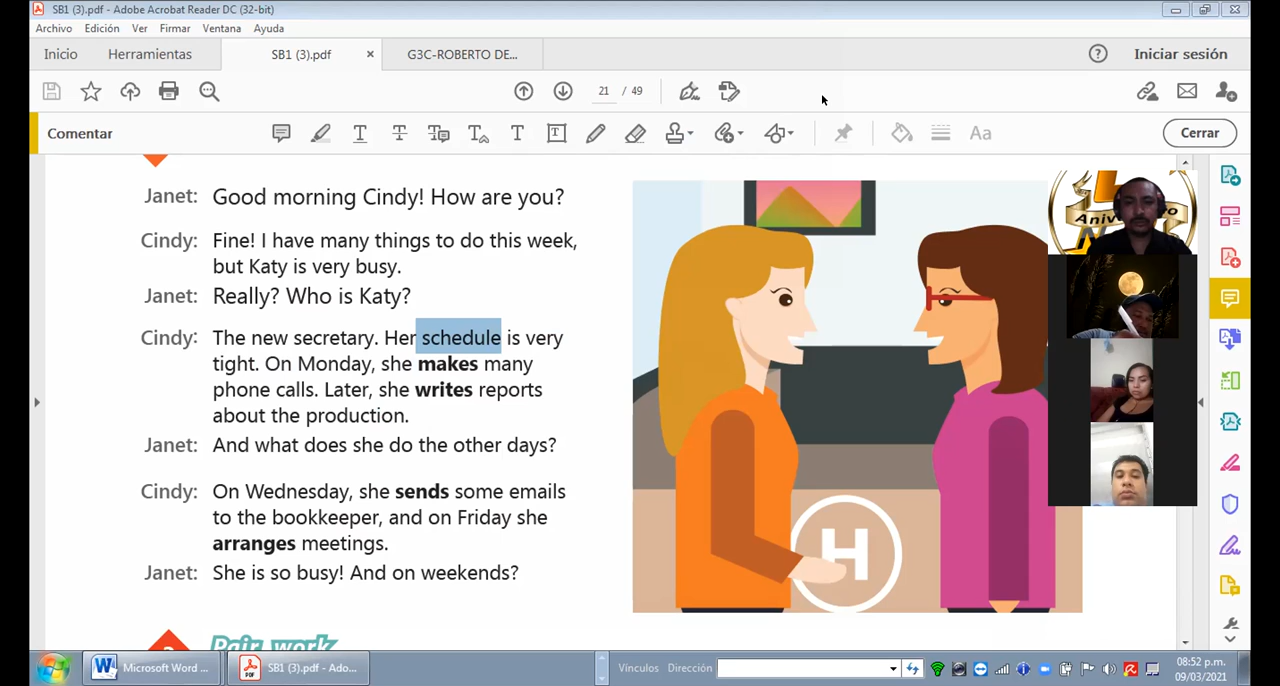 SB1 (3).pdf - Adobe Acrobat Reader DC (32-bit)
Archivo Edición Ver Firmar Ventana Ayuda
Inicio Herramientas SB1 (3).pdf × G3C-ROBERTO DE... ? Iniciar sesión
21 / 49
Comentar Aa Cerrar
Janet: Good morning Cindy! How are you?
Cindy: Fine! I have many things to do this week,
but Katy is very busy.
Janet: Really? Who is Katy?
Cindy: The new secretary. Her schedule is very
tight. On Monday, she makes many
phone calls. Later, she writes reports
about the production.
Janet: And what does she do the other days?
Cindy: On Wednesday, she sends some emails
to the bookkeeper, and on Friday she
arranges meetings.
Janet: She is so busy! And on weekends?
H
Pair work
Microsoft Word ... SB1 (3).pdf - Ado... Vínculos Dirección 08:52 p.m.
09/03/2021